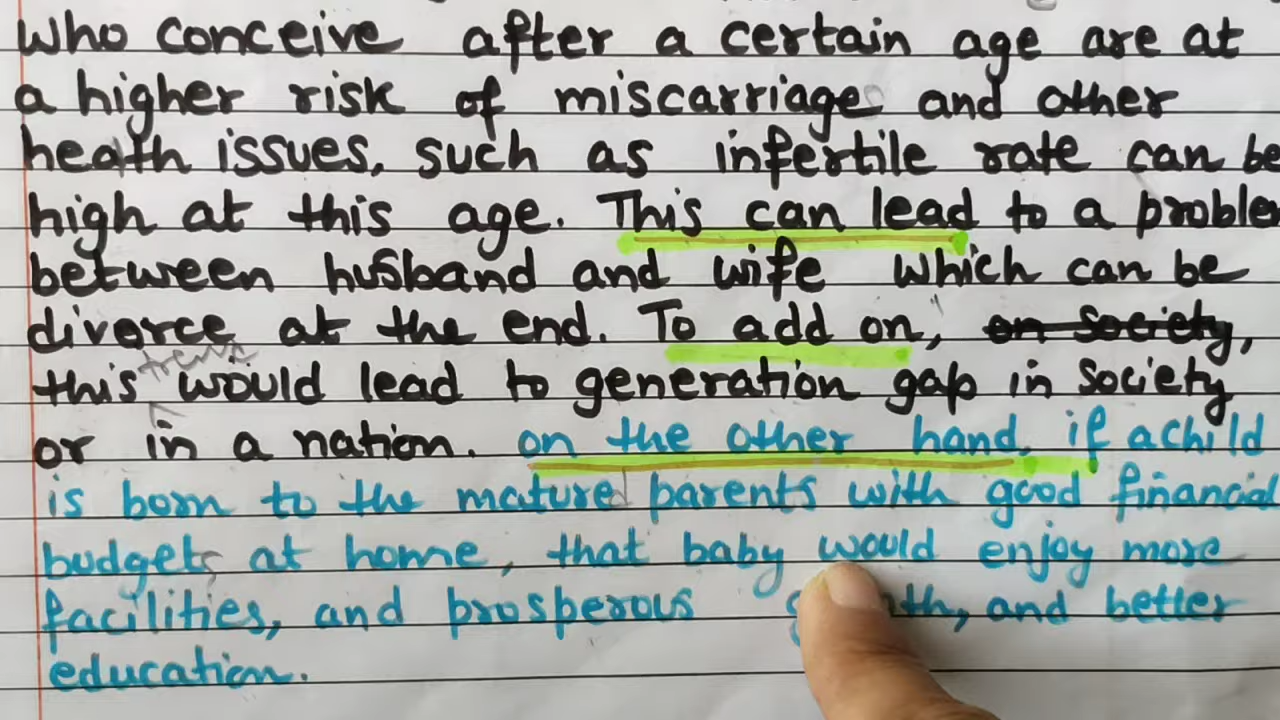 who conceive after a certain age are at
a higher risk of miscarriage and other
heath issues, such as infertile rate can be
high at this age. This can lead to a proble
between husband and wife which can be
divorce at the end. To add on, on society,
this would lead to generation gap in society
or in a nation. on the other hand, if a child
is born to the mature parents with good financial
budgets at home, that baby would enjoy more
facilities, and prosperous and better
education.